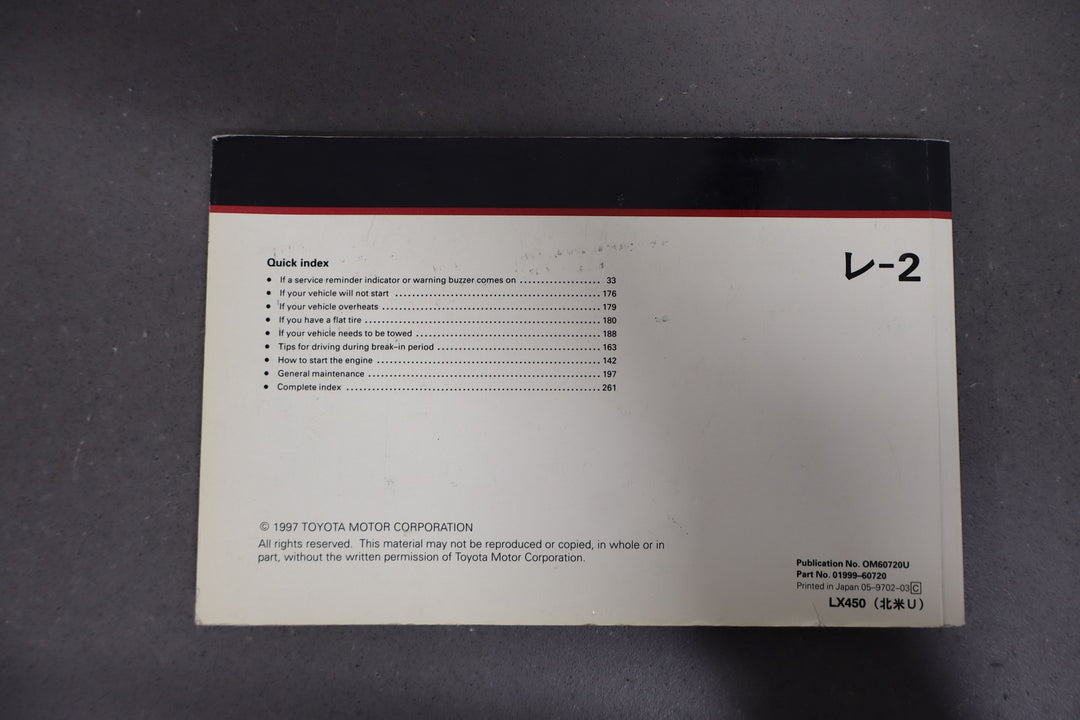 レ-2
Quick index
● If a service reminder indicator or warning buzzer comes on ..................... 33
● If your vehicle will not start ..................................................... 176
● If your vehicle overheats ........................................................ 179
● If you have a flat tire ............................................................. 180
● If your vehicle needs to be towed ............................................... 188
● Tips for driving during break-in period ......................................... 163
● How to start the engine .......................................................... 142
● General maintenance ............................................................ 197
● Complete index .................................................................. 261
© 1997 TOYOTA MOTOR CORPORATION
All rights reserved. This material may not be reproduced or copied, in whole or in
part, without the written permission of Toyota Motor Corporation.
Publication No. OM60720U
Part No. 01999-60720
Printed in Japan 05-9702-03 C
LX450 (北米U)